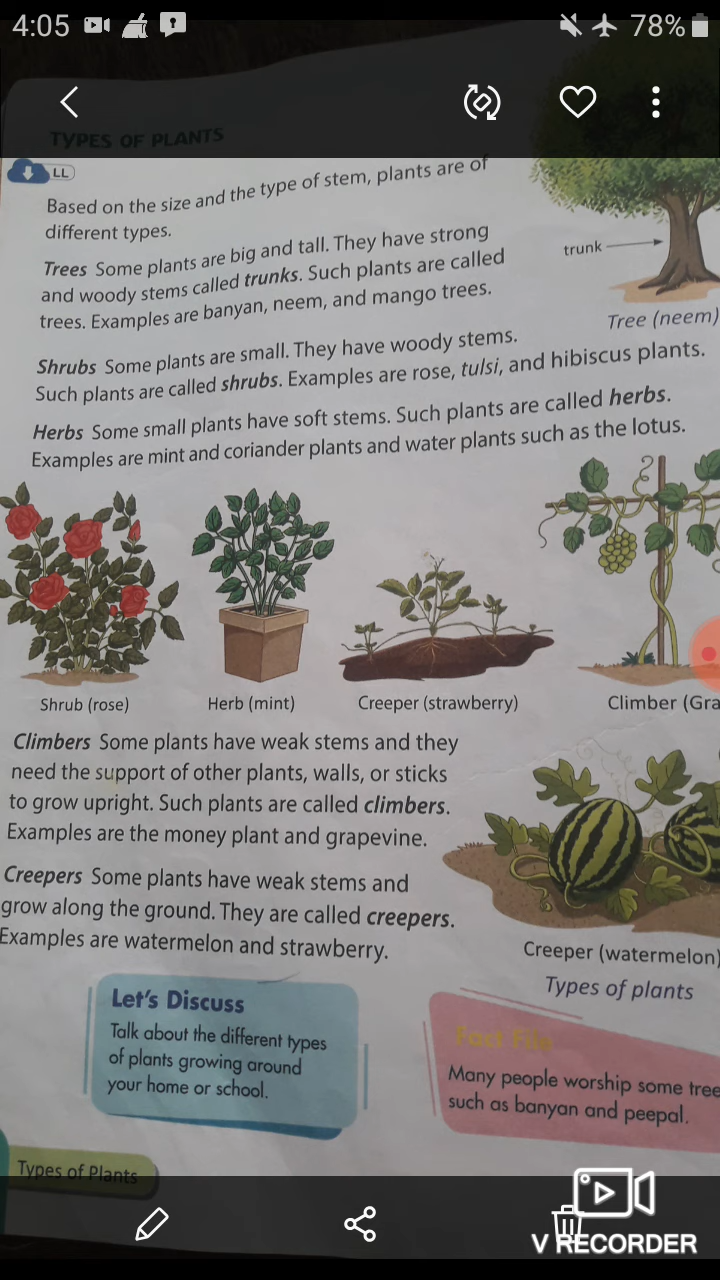 4:05
78%
TYPES OF PLANTS
LL
Based on the size and the type of stem, plants are of
different types.
Trees Some plants are big and tall. They have strong
and woody stems called trunks. Such plants are called
trees. Examples are banyan, neem, and mango trees.
trunk
Tree (neem)
Shrubs Some plants are small. They have woody stems.
Such plants are called shrubs. Examples are rose, tulsi, and hibiscus plants.
Herbs Some small plants have soft stems. Such plants are called herbs.
Examples are mint and coriander plants and water plants such as the lotus.
Shrub (rose)
Herb (mint)
Creeper (strawberry)
Climber (Gra
Climbers Some plants have weak stems and they
need the support of other plants, walls, or sticks
to grow upright. Such plants are called climbers.
Examples are the money plant and grapevine.
Creepers Some plants have weak stems and
grow along the ground. They are called creepers.
Examples are watermelon and strawberry.
Creeper (watermelon)
Types of plants
Let's Discuss
Talk about the different types
of plants growing around
your home or school.
Fact File
Many people worship some tree
such as banyan and peepal.
Types of Plants
V RECORDER